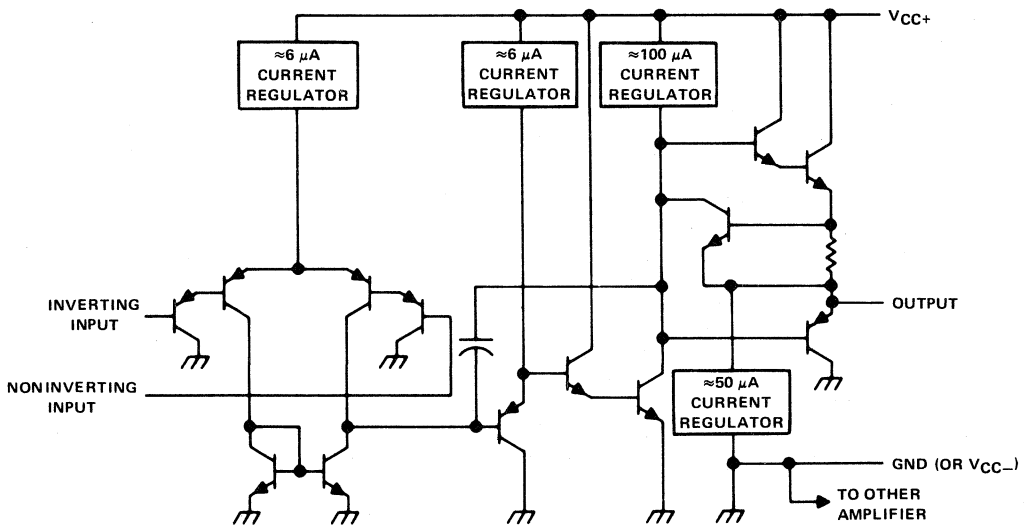 VCC+
≈6 μA
CURRENT
REGULATOR
≈6 μA
CURRENT
REGULATOR
≈100 μA
CURRENT
REGULATOR
INVERTING
INPUT
OUTPUT
NONINVERTING
INPUT
≈50 μA
CURRENT
REGULATOR
GND (OR VCC–)
TO OTHER
AMPLIFIER